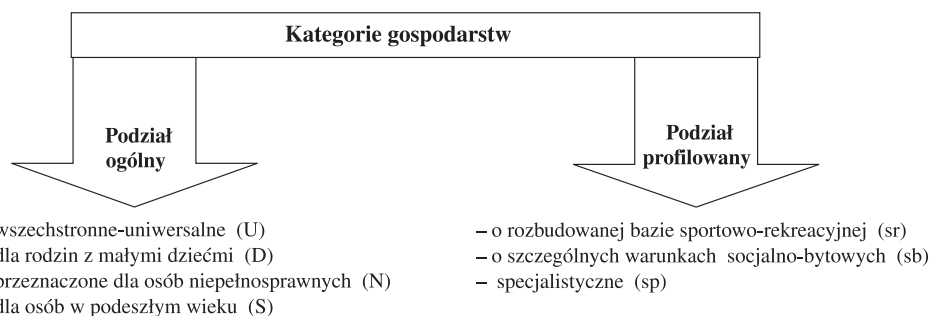 Kategorie gospodarstw
Podział
ogólny
Podział
profilowany
wszechstronne-uniwersalne (U)
dla rodzin z małymi dziećmi (D)
przeznaczone dla osób niepełnosprawnych (N)
dla osób w podeszłym wieku (S)
– o rozbudowanej bazie sportowo-rekreacyjnej (sr)
– o szczególnych warunkach socjalno-bytowych (sb)
– specjalistyczne (sp)